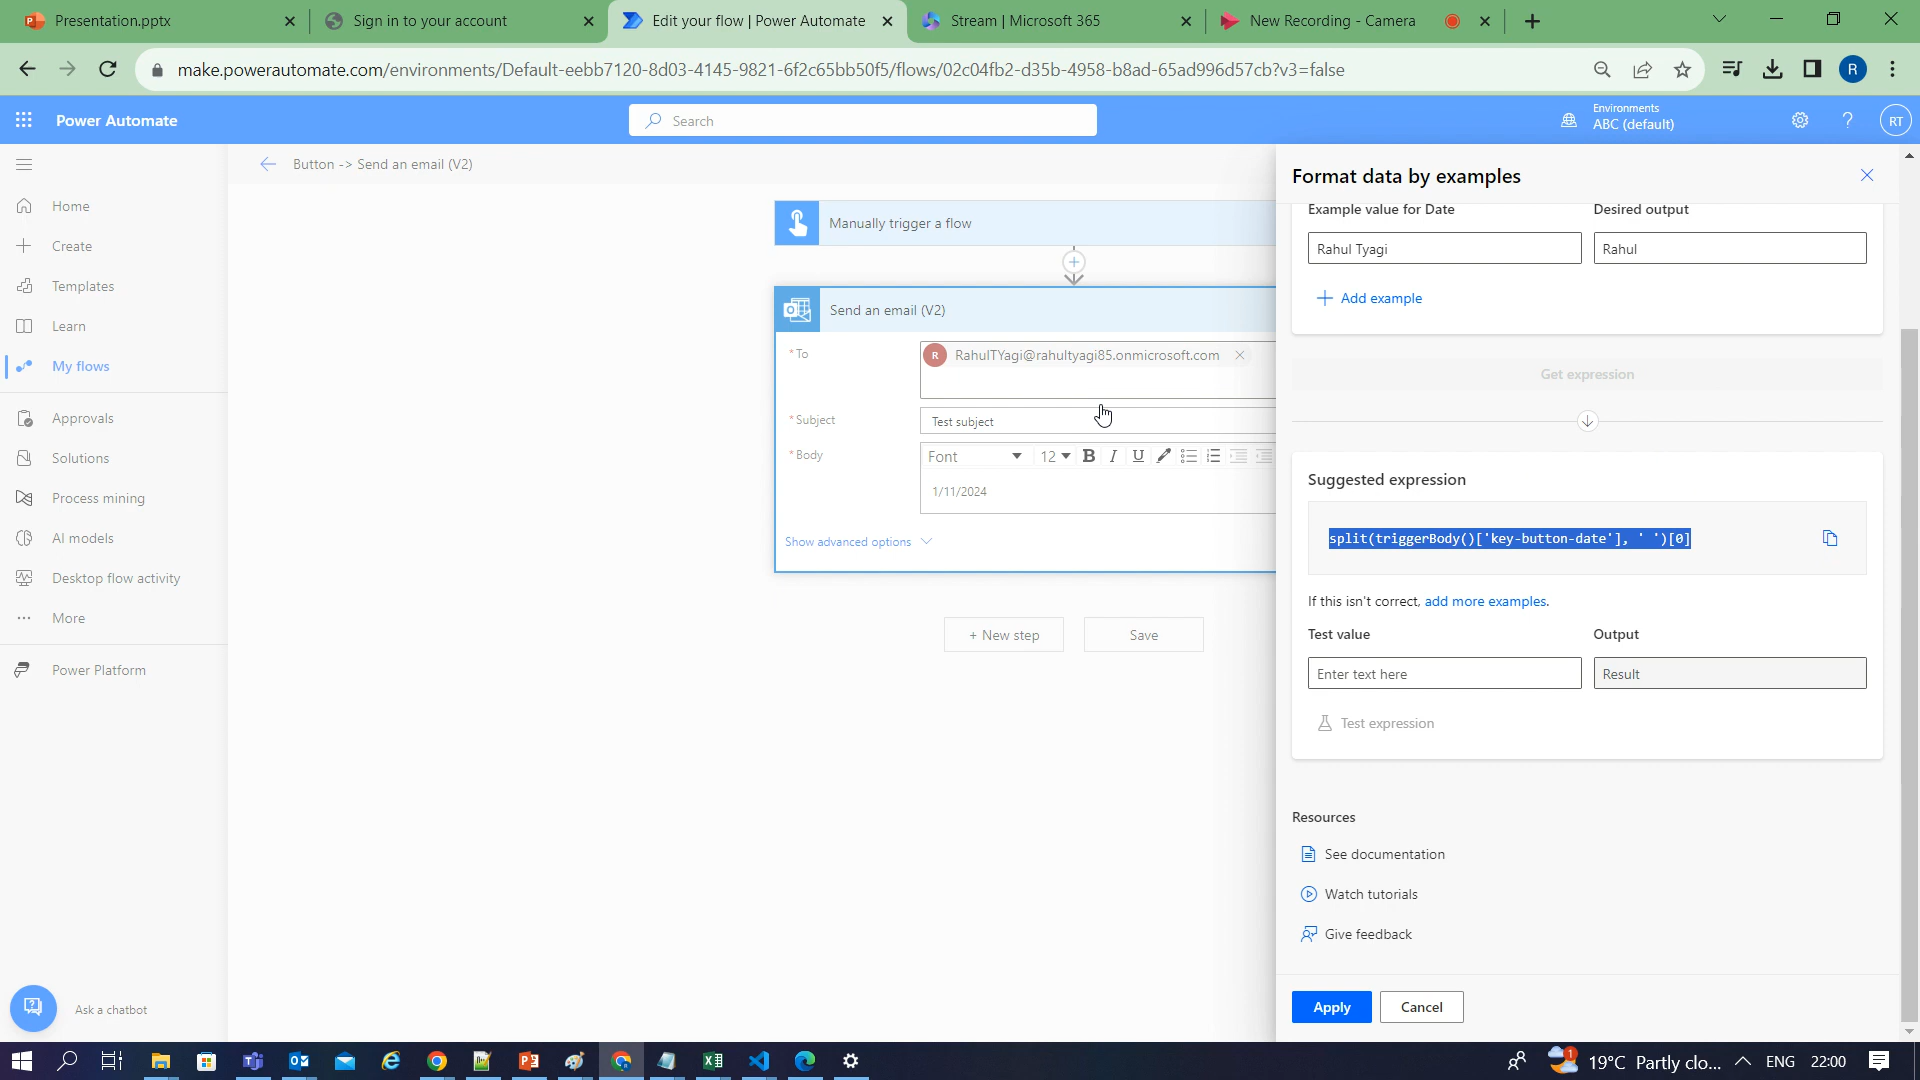 Presentation.pptx
Sign in to your account
Edit your flow | Power Automate
Stream | Microsoft 365
New Recording - Camera
make.powerautomate.com/environments/Default-eebb7120-8d03-4145-9821-6f2c65bb50f5/flows/02c04fb2-d35b-4958-b8ad-65ad996d57cb?v3=false
R
Power Automate
Search
Environments
ABC (default)
?
RT
Button -> Send an email (V2)
Home
Create
Templates
Learn
My flows
Approvals
Solutions
Process mining
AI models
Desktop flow activity
More
Power Platform
Ask a chatbot
Manually trigger a flow
Send an email (V2)
* To
R
RahulTYagi@rahultyagi85.onmicrosoft.com
* Subject
Test subject
* Body
Font
12
B I U
1/11/2024
Show advanced options
+ New step
Save
Format data by examples
Example value for Date
Desired output
Rahul Tyagi
Rahul
Add example
Get expression
Suggested expression
split(triggerBody()['key-button-date'], ' ')[0]
If this isn't correct, add more examples.
Test value
Output
Enter text here
Result
Test expression
Resources
See documentation
Watch tutorials
Give feedback
Apply
Cancel
1
19°C Partly clo...
ENG
22:00